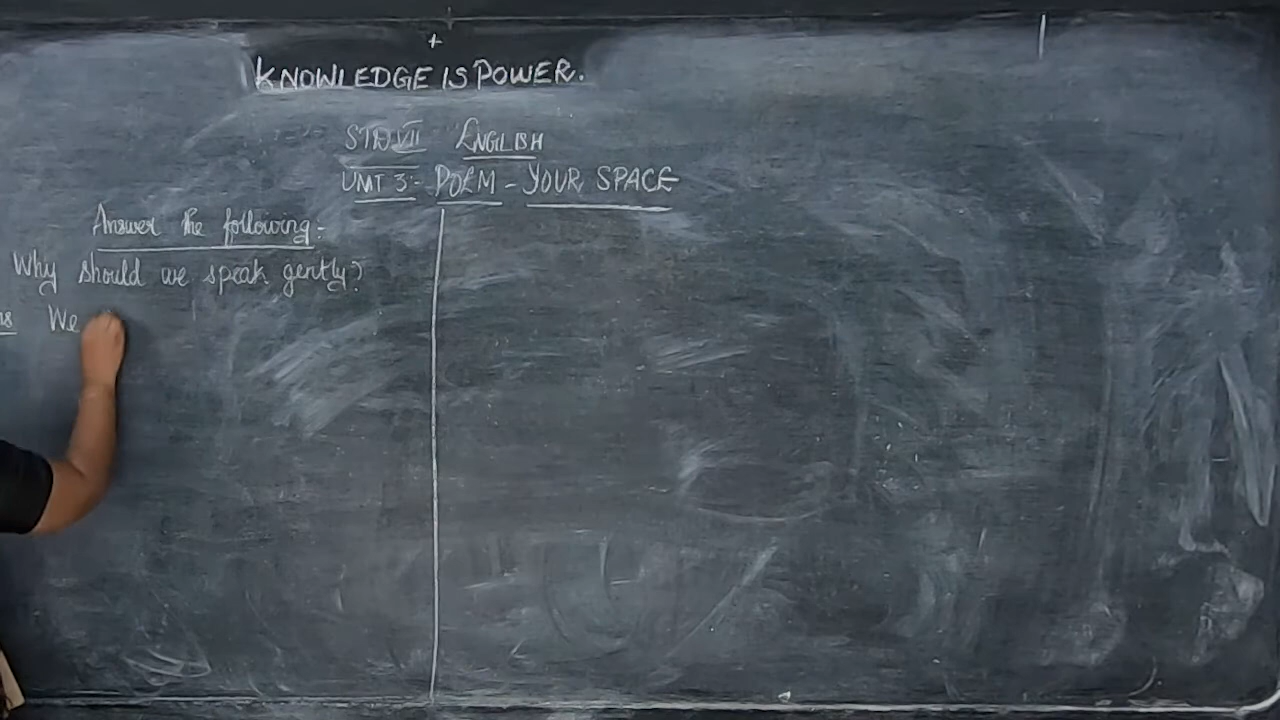 KNOWLEDGE IS POWER.
STD VII ENGLISH
UNIT 3:- POEM - YOUR SPACE
Answer the following:-
Why should we speak gently?
We